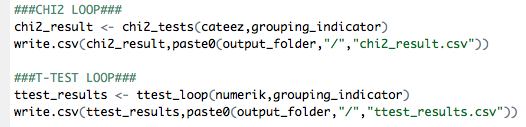 ###CHI2 LOOP###
chi2_result <- chi2_tests(cateez,grouping_indicator)
write.csv(chi2_result,paste0(output_folder,"/","chi2_result.csv"))
###T-TEST LOOP###
ttest_results <- ttest_loop(numerik,grouping_indicator)
write.csv(ttest_results,paste0(output_folder,"/","ttest_results.csv"))